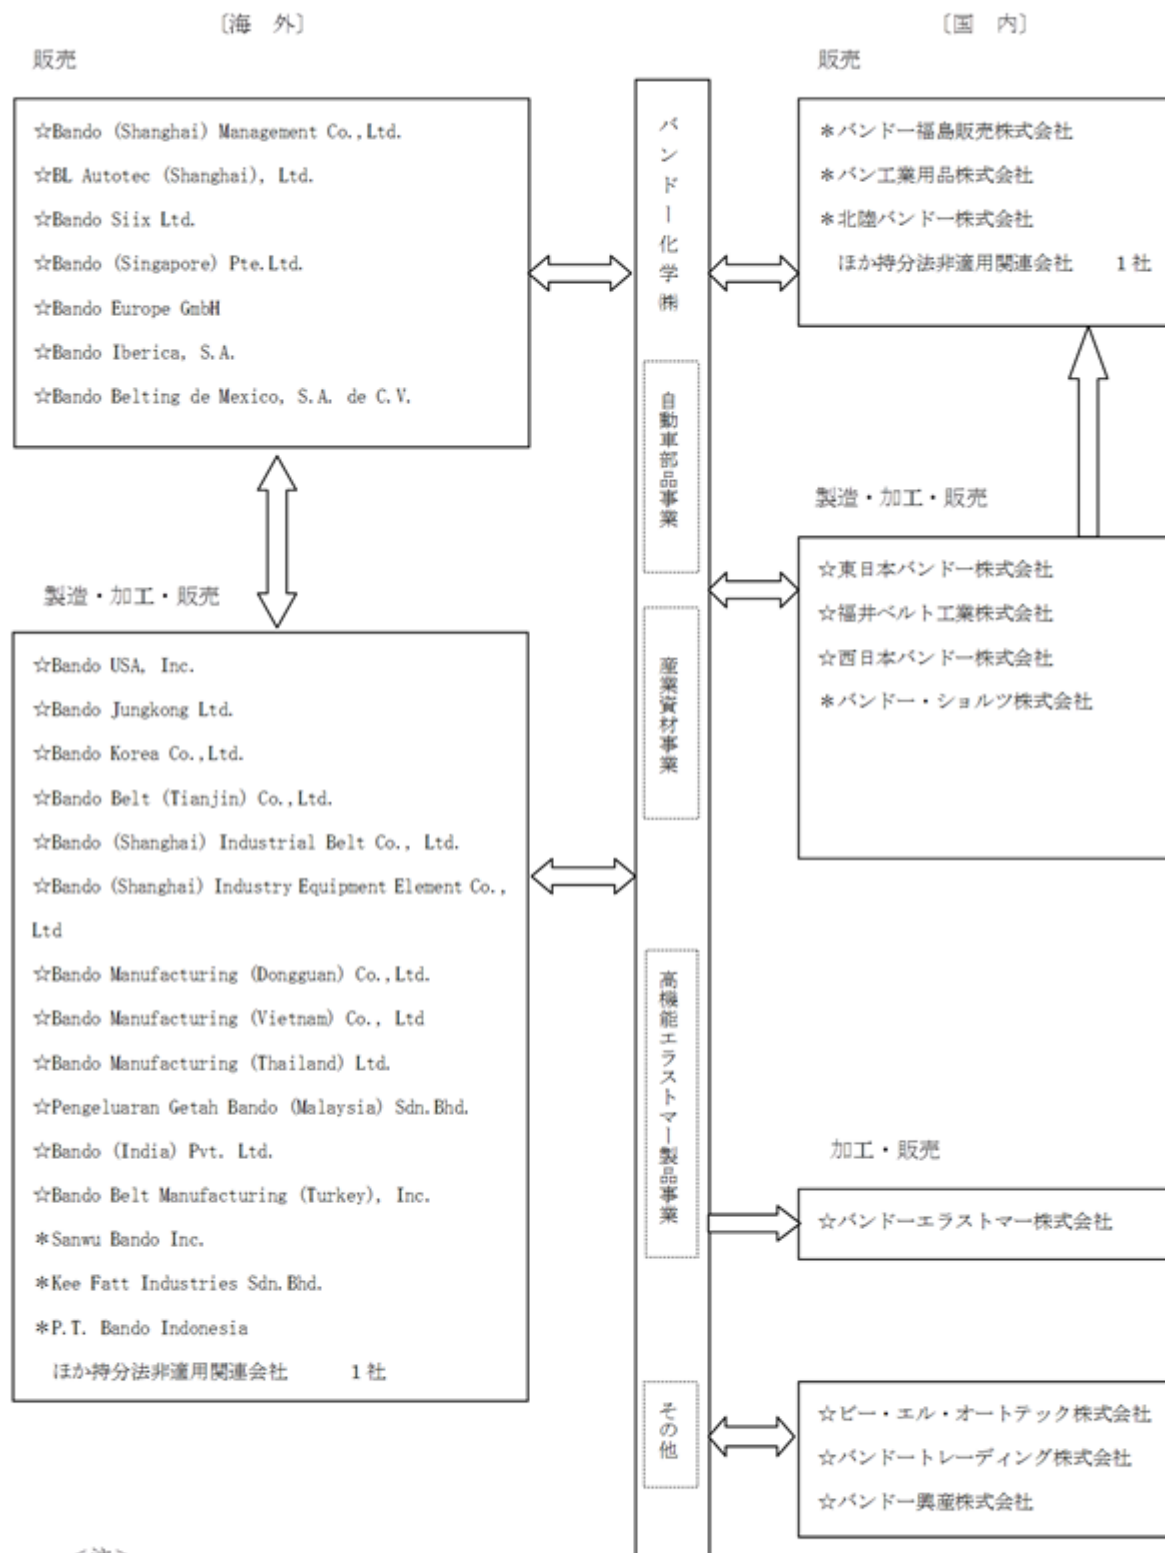 〔海　外〕
販売
☆Bando (Shanghai) Management Co.,Ltd.
☆BL Autotec (Shanghai), Ltd.
☆Bando Siix Ltd.
☆Bando (Singapore) Pte.Ltd.
☆Bando Europe GmbH
☆Bando Iberica, S.A.
☆Bando Belting de Mexico, S.A. de C.V.
製造・加工・販売
☆Bando USA, Inc.
☆Bando Jungkong Ltd.
☆Bando Korea Co.,Ltd.
☆Bando Belt (Tianjin) Co.,Ltd.
☆Bando (Shanghai) Industrial Belt Co., Ltd.
☆Bando (Shanghai) Industry Equipment Element Co.,
Ltd
☆Bando Manufacturing (Dongguan) Co.,Ltd.
☆Bando Manufacturing (Vietnam) Co., Ltd
☆Bando Manufacturing (Thailand) Ltd.
☆Pengeluaran Getah Bando (Malaysia) Sdn.Bhd.
☆Bando (India) Pvt. Ltd.
☆Bando Belt Manufacturing (Turkey), Inc.
＊Sanwu Bando Inc.
＊Kee Fatt Industries Sdn.Bhd.
＊P.T. Bando Indonesia
ほか持分法非適用関連会社　　　1社
バンドー化学㈱
自動車部品事業
産業資材事業
高機能エラストマー製品事業
その他
〔国　内〕
販売
＊バンドー福島販売株式会社
＊バン工業用品株式会社
＊北陸バンドー株式会社
ほか持分法非適用関連会社　　1社
製造・加工・販売
☆東日本バンドー株式会社
☆福井ベルト工業株式会社
☆西日本バンドー株式会社
＊バンドー・ショルツ株式会社
加工・販売
☆バンドーエラストマー株式会社
☆ビー・エル・オートテック株式会社
☆バンドートレーディング株式会社
☆バンドー興産株式会社